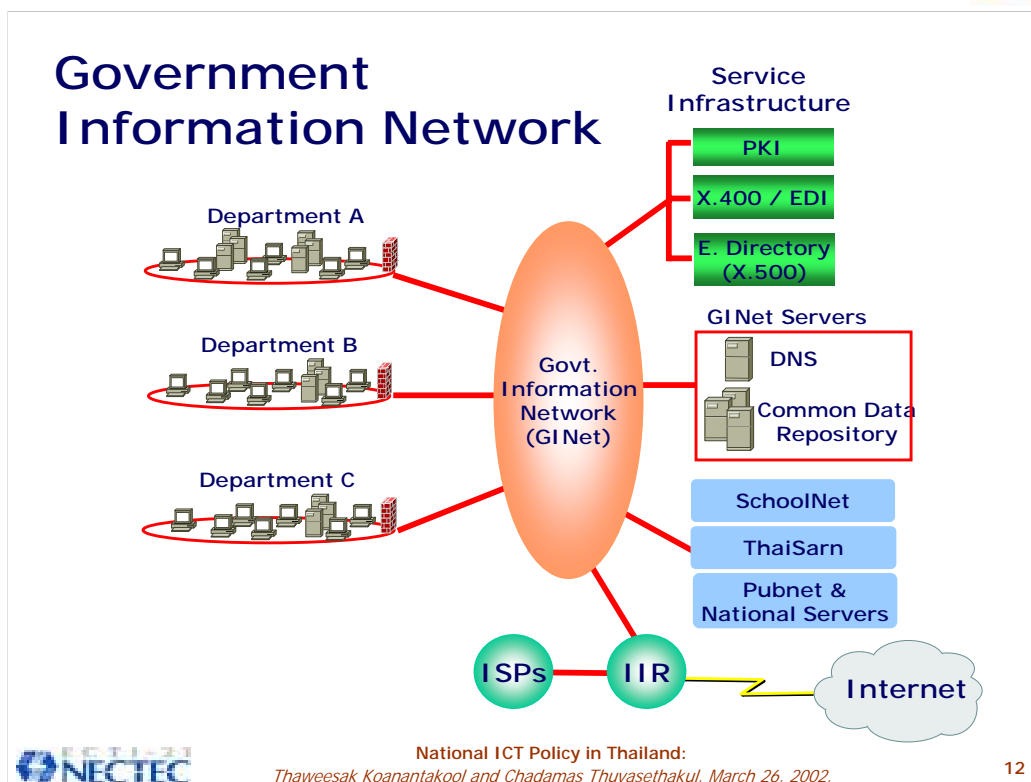 Government
Information Network
Service
Infrastructure
PKI
X.400 / EDI
E. Directory
(X.500)
Department A
Department B
Department C
Govt.
Information
Network
(GINet)
GINet Servers
DNS
Common Data
Repository
SchoolNet
ThaiSarn
Pubnet &
National Servers
ISPs
IIR
Internet
NECTEC
National ICT Policy in Thailand:
Thaweesak Koanantakool and Chadamas Thuvasethakul, March 26, 2002.
12